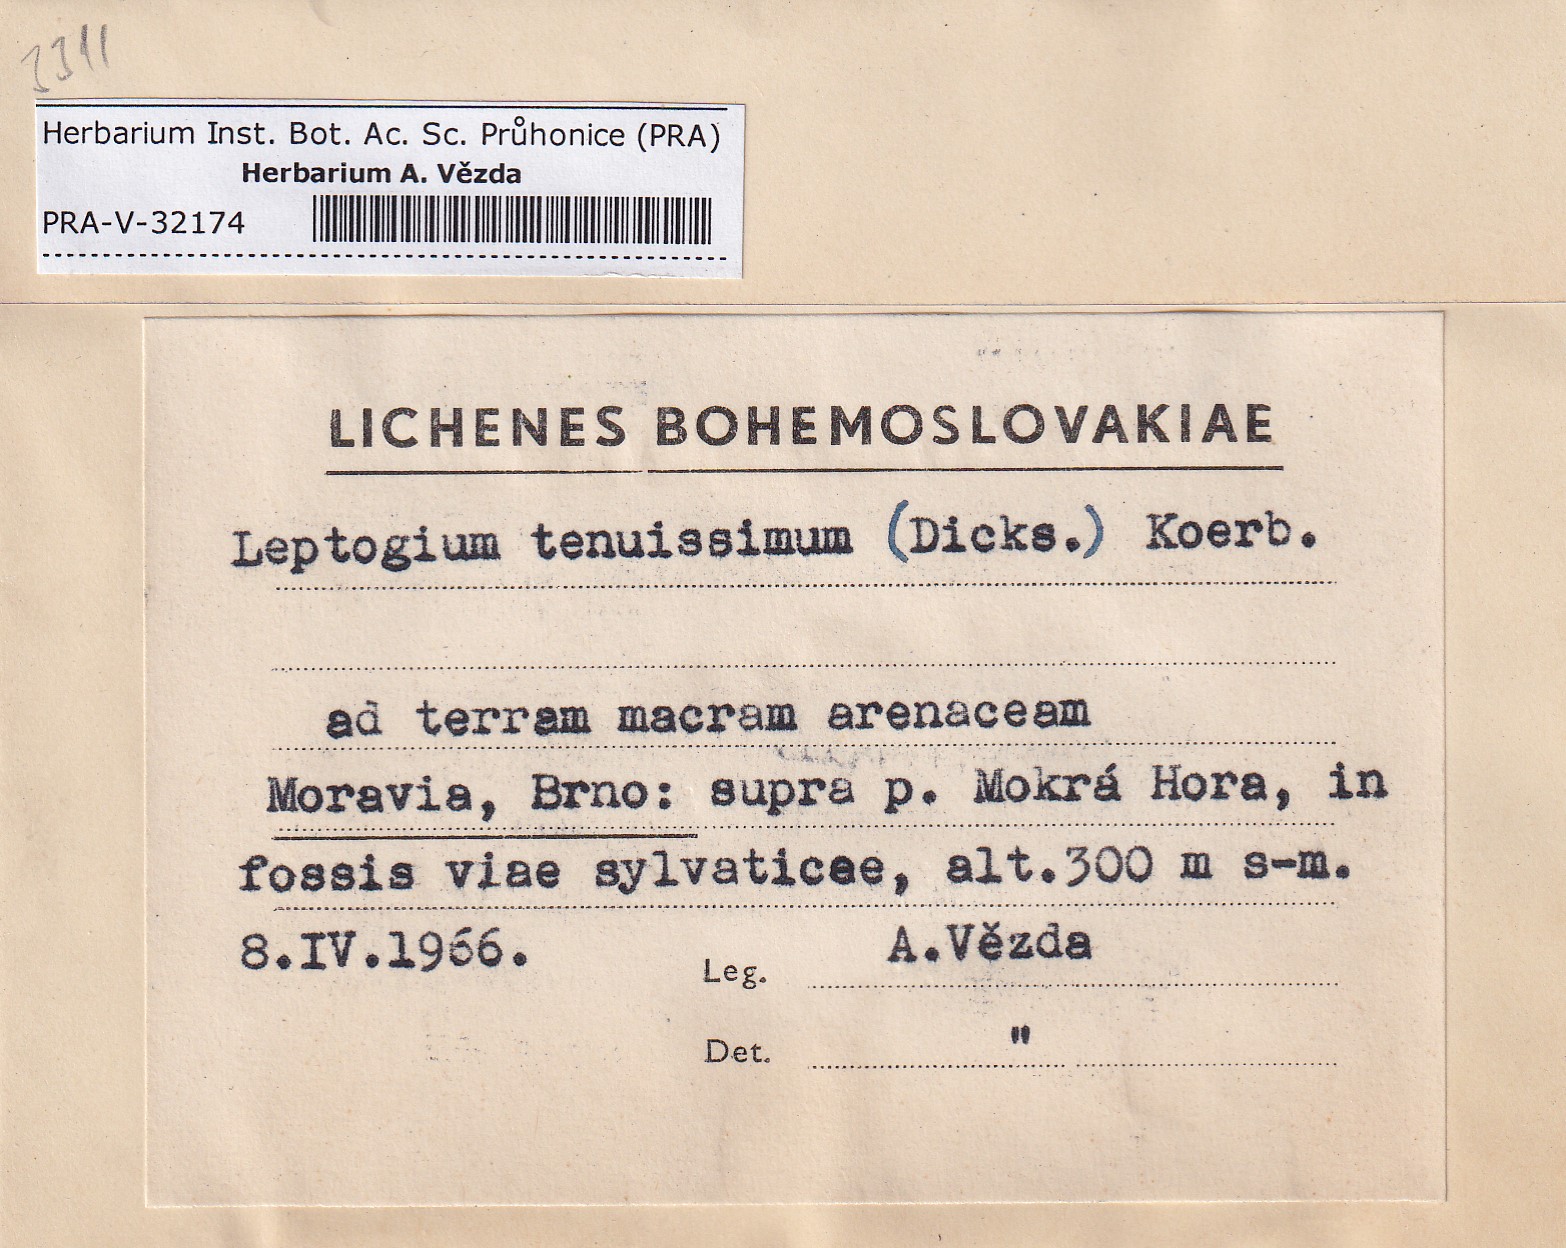 Herbarium Inst. Bot. Ac. Sc. Průhonice (PRA)
Herbarium A. Vězda
PRA-V-32174
LICHENES BOHEMOSLOVAKIAE
Leptogium tenuissimum (Dicks.) Koerb.
ad terram macram arenaceam
Moravia, Brno: supra p. Mokrá Hora, in
fossis viae sylvaticae, alt.300 m s-m.
8.IV.1966. Leg. A.Vězda
Det. "